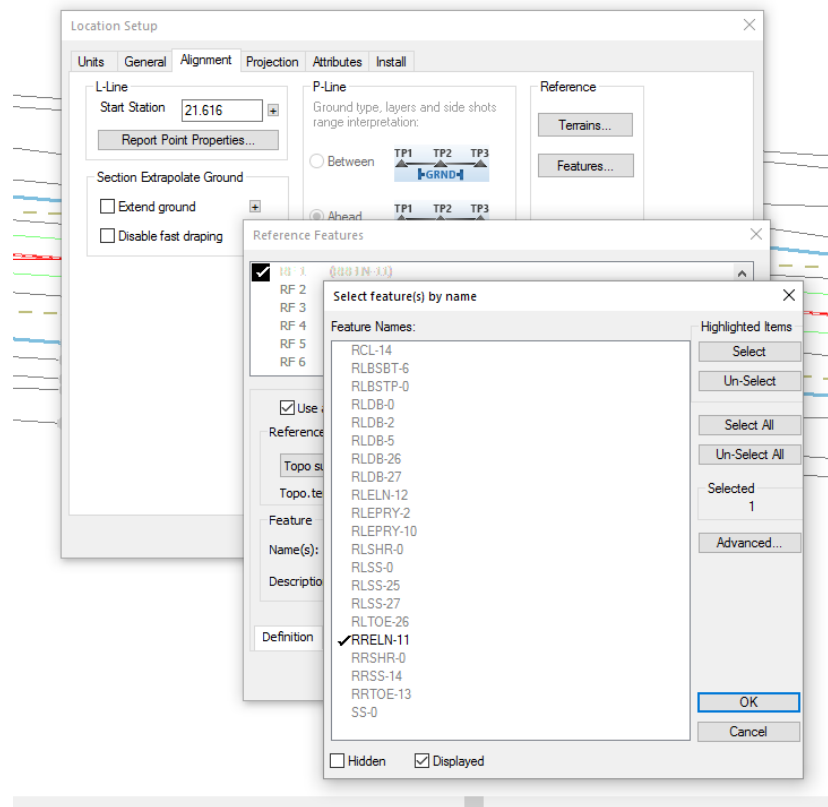 Location Setup
Units General Alignment Projection Attributes Install
L-Line
Start Station 21.616
Report Point Properties...
Section Extrapolate Ground
Extend ground
Disable fast draping
P-Line
Ground type, layers and side shots
range interpretation:
Between TP1 TP2 TP3
GRND
Ahead TP1 TP2 TP3
Reference
Terrains...
Features...
Reference Features
RF 2
RF 3
RF 4
RF 5
RF 6
Use
Reference
Topo su
Topo.te
Feature
Name(s):
Descriptio
Definition
Select feature(s) by name
Feature Names:
RCL-14
RLBSBT-6
RLBSTP-0
RLDB-0
RLDB-2
RLDB-5
RLDB-26
RLDB-27
RLELN-12
RLEPRY-2
RLEPRY-10
RLSHR-0
RLSS-0
RLSS-25
RLSS-27
RLTOE-26
RRELN-11
RRSHR-0
RRSS-14
RRTOE-13
SS-0
Hidden Displayed
Highlighted Items
Select
Un-Select
Select All
Un-Select All
Selected
1
Advanced...
OK
Cancel